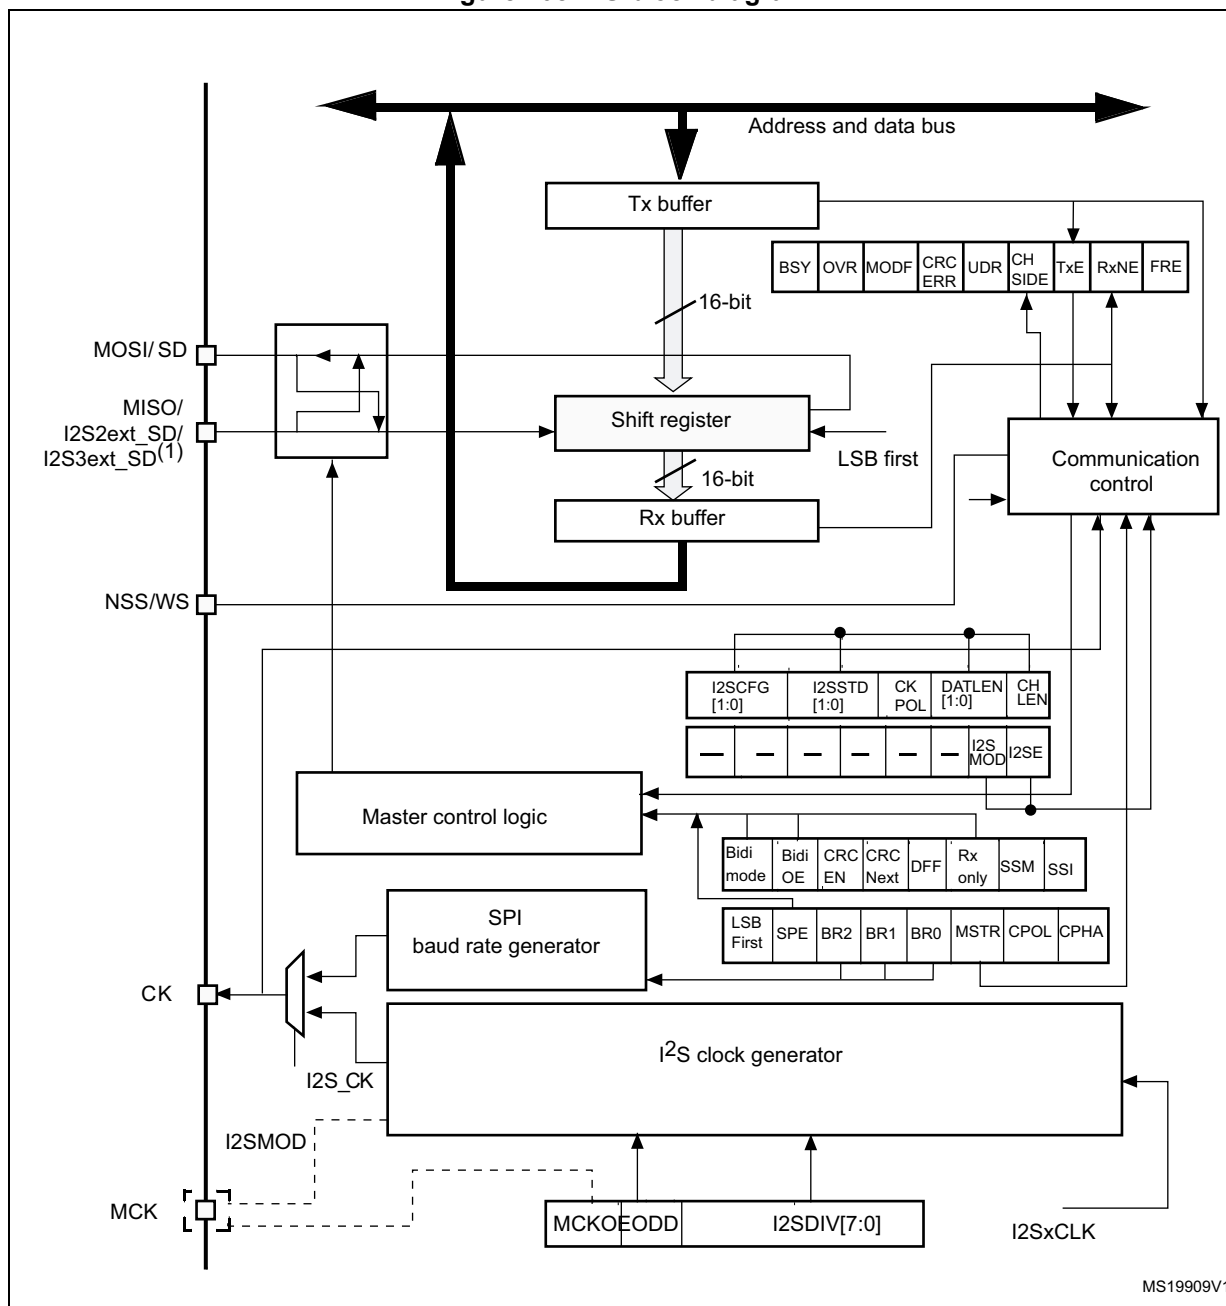 Address and data bus
Tx buffer
BSY OVR MODF CRC ERR UDR CH SIDE TxE RxNE FRE
16-bit
MOSI/ SD
MISO/
I2S2ext_SD/
I2S3ext_SD(1)
Shift register
LSB first
Communication
control
16-bit
Rx buffer
NSS/WS
I2SCFG [1:0] I2SSTD [1:0] CK POL DATLEN [1:0] CH LEN
— — — — — — I2S MOD I2SE
Master control logic
Bidi mode Bidi OE CRC EN CRC Next DFF Rx only SSM SSI
LSB First SPE BR2 BR1 BR0 MSTR CPOL CPHA
SPI
baud rate generator
CK
I2S clock generator
I2S_CK
I2SMOD
MCK
MCKOE ODD I2SDIV[7:0]
I2SxCLK
MS19909V1